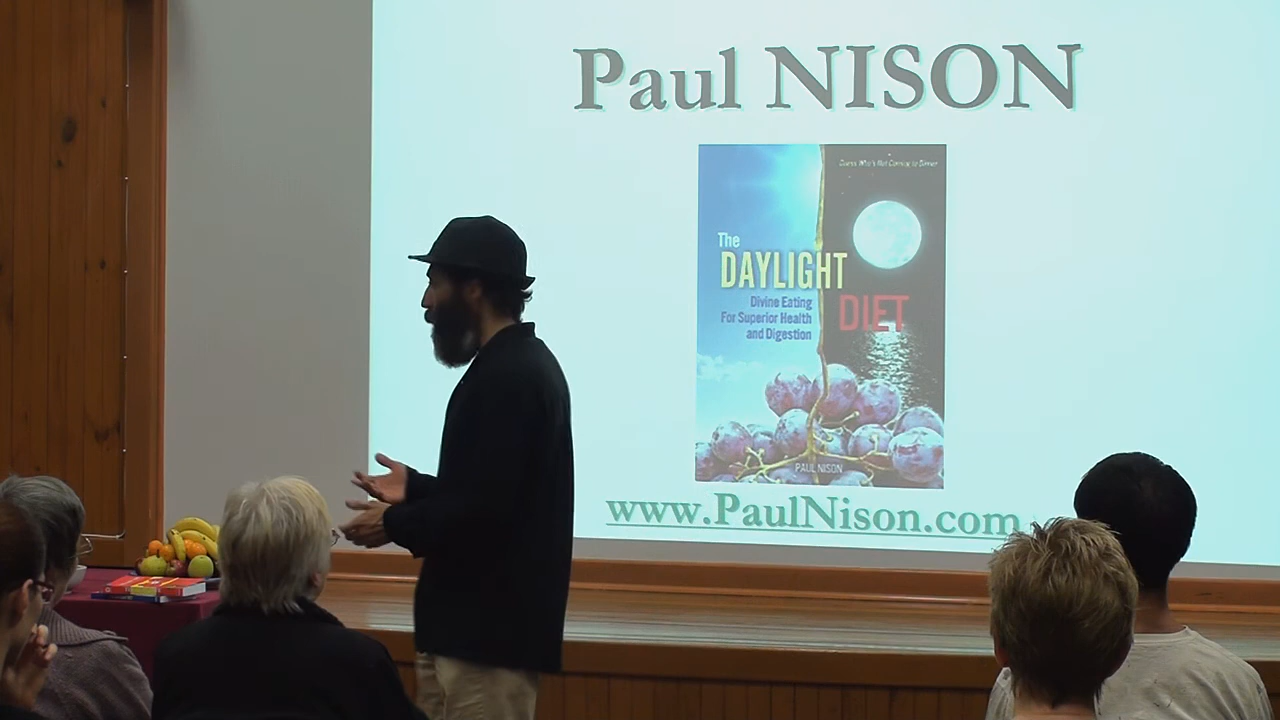 Paul NISON
Guess Who's Not Coming to Dinner
The
DAYLIGHT
DIET
Divine Eating
For Superior Health
and Digestion
PAUL NISON
www.PaulNison.com